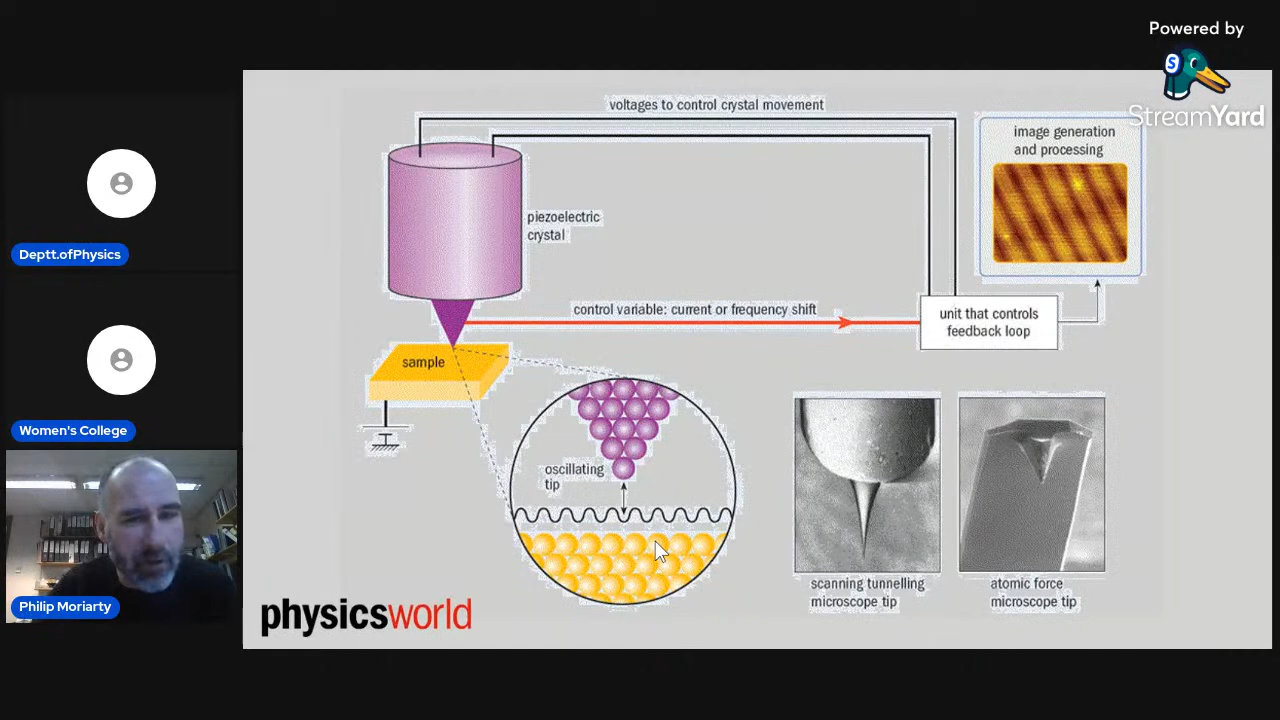 Powered by
StreamYard
voltages to control crystal movement
image generation
and processing
piezoelectric
crystal
control variable: current or frequency shift
unit that controls
feedback loop
sample
oscillating
tip
scanning tunnelling
microscope tip
atomic force
microscope tip
physicsworld
Deptt.ofPhysics
Women's College
Philip Moriarty